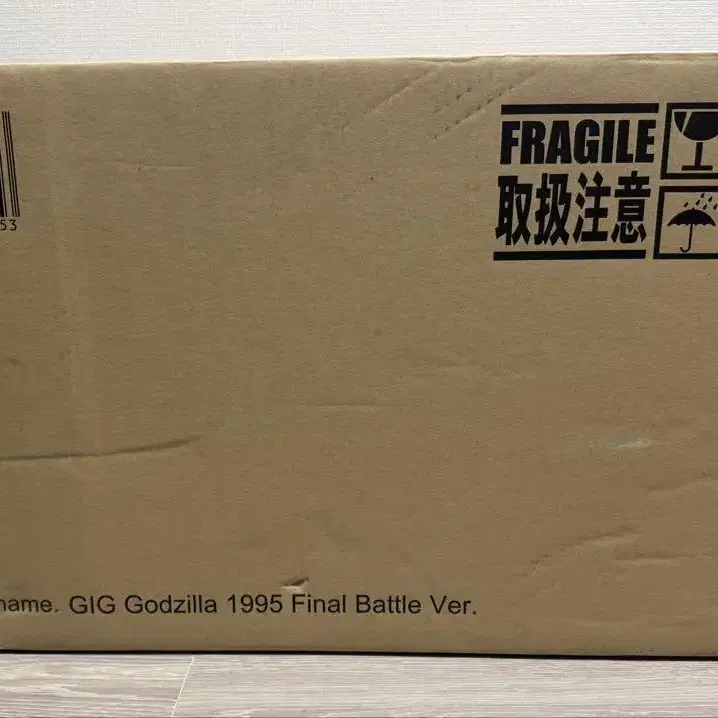 FRAGILE
取扱注意
53
name. GIG Godzilla 1995 Final Battle Ver.